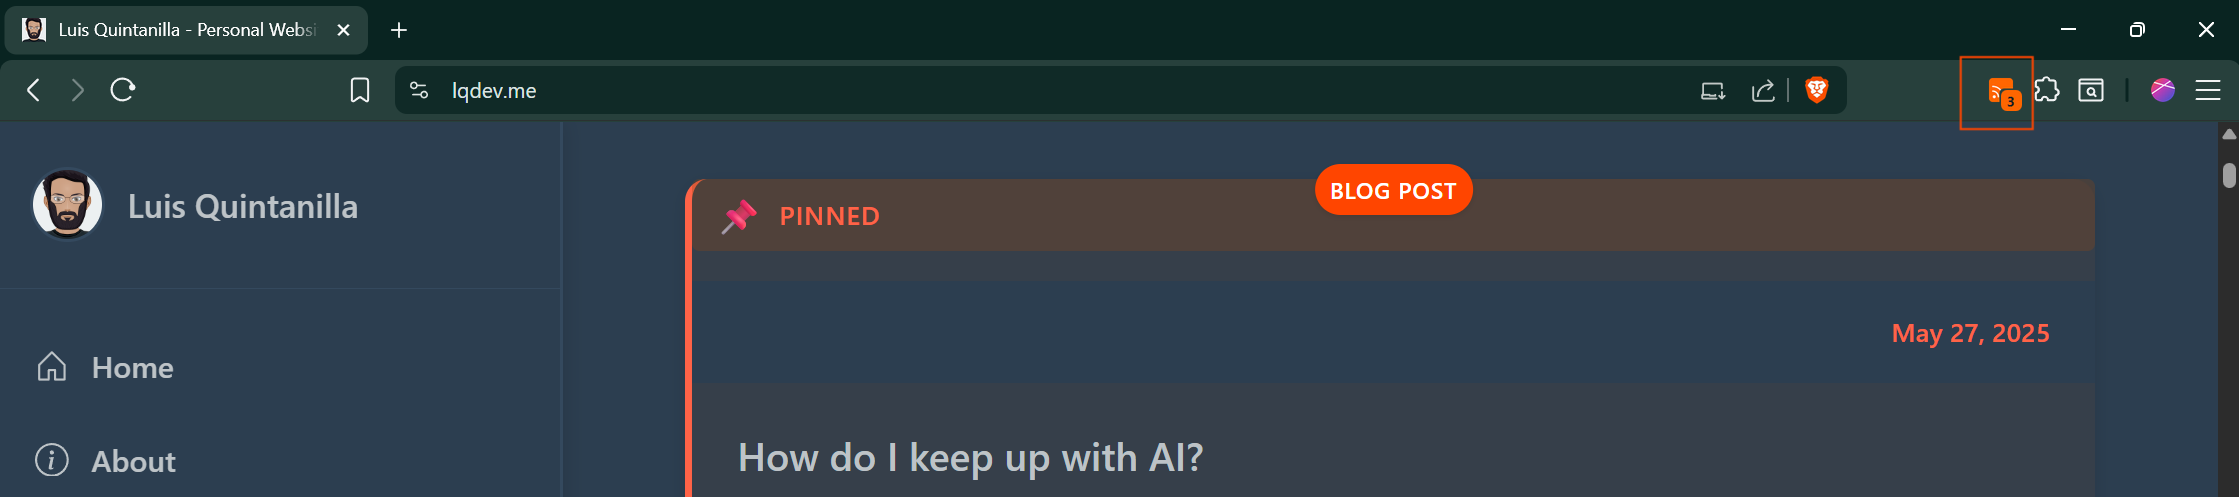 Luis Quintanilla - Personal Websi
lqdev.me
3
Luis Quintanilla
Home
About
BLOG POST
PINNED
May 27, 2025
How do I keep up with AI?